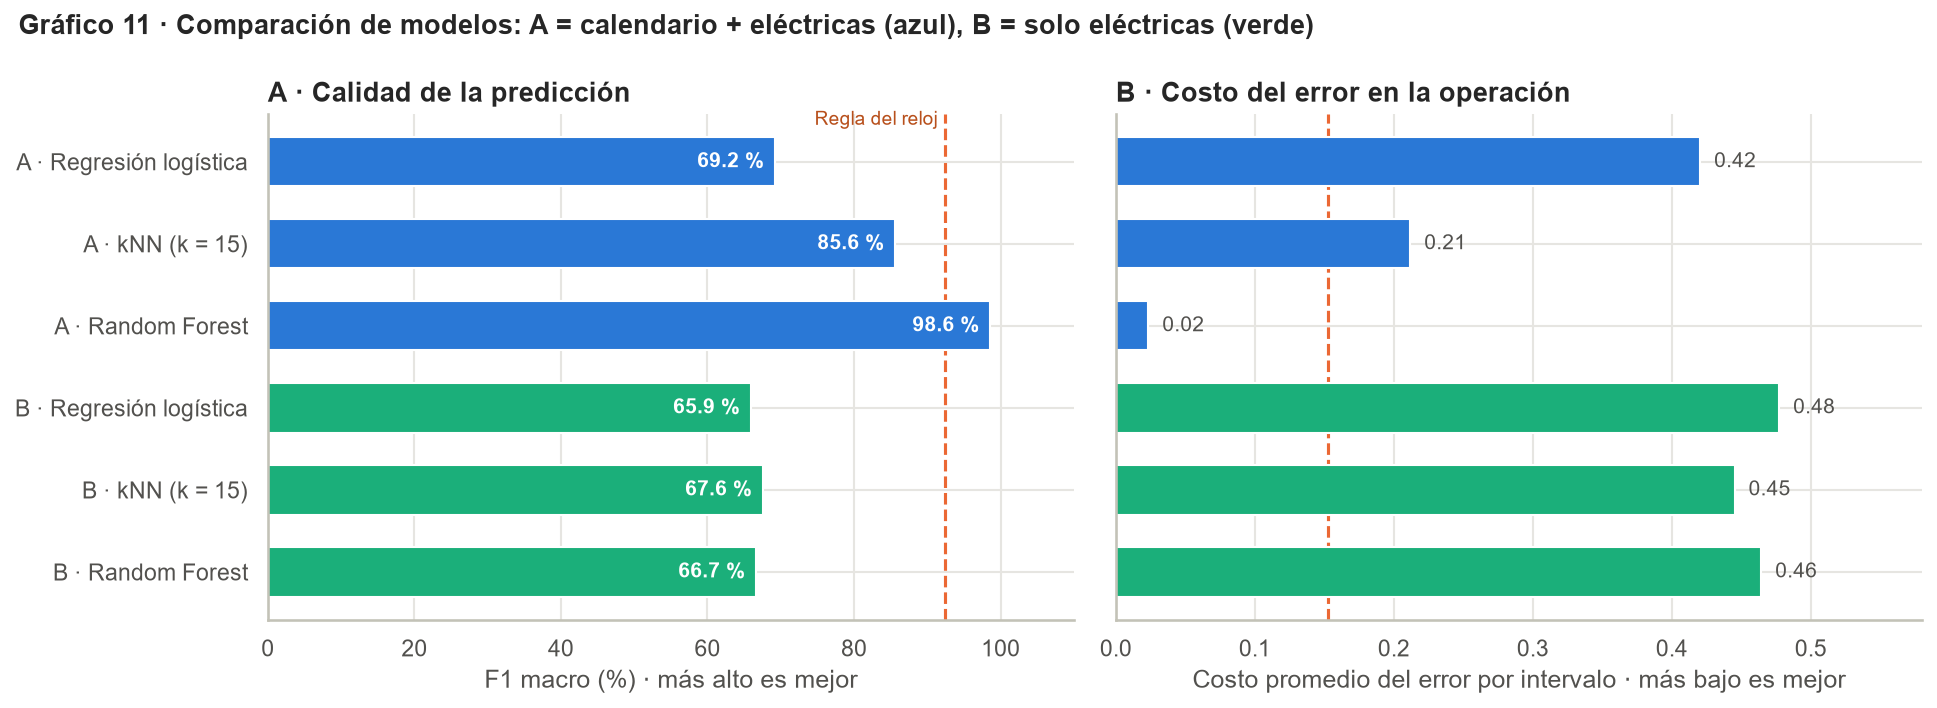 Gráfico 11 · Comparación de modelos: A = calendario + eléctricas (azul), B = solo eléctricas (verde)
A · Calidad de la predicción
Regla del reloj
A · Regresión logística
69.2 %
A · kNN (k = 15)
85.6 %
A · Random Forest
98.6 %
B · Regresión logística
65.9 %
B · kNN (k = 15)
67.6 %
B · Random Forest
66.7 %
0 20 40 60 80 100
F1 macro (%) · más alto es mejor
B · Costo del error en la operación
0.42
0.21
0.02
0.48
0.45
0.46
0.0 0.1 0.2 0.3 0.4 0.5
Costo promedio del error por intervalo · más bajo es mejor